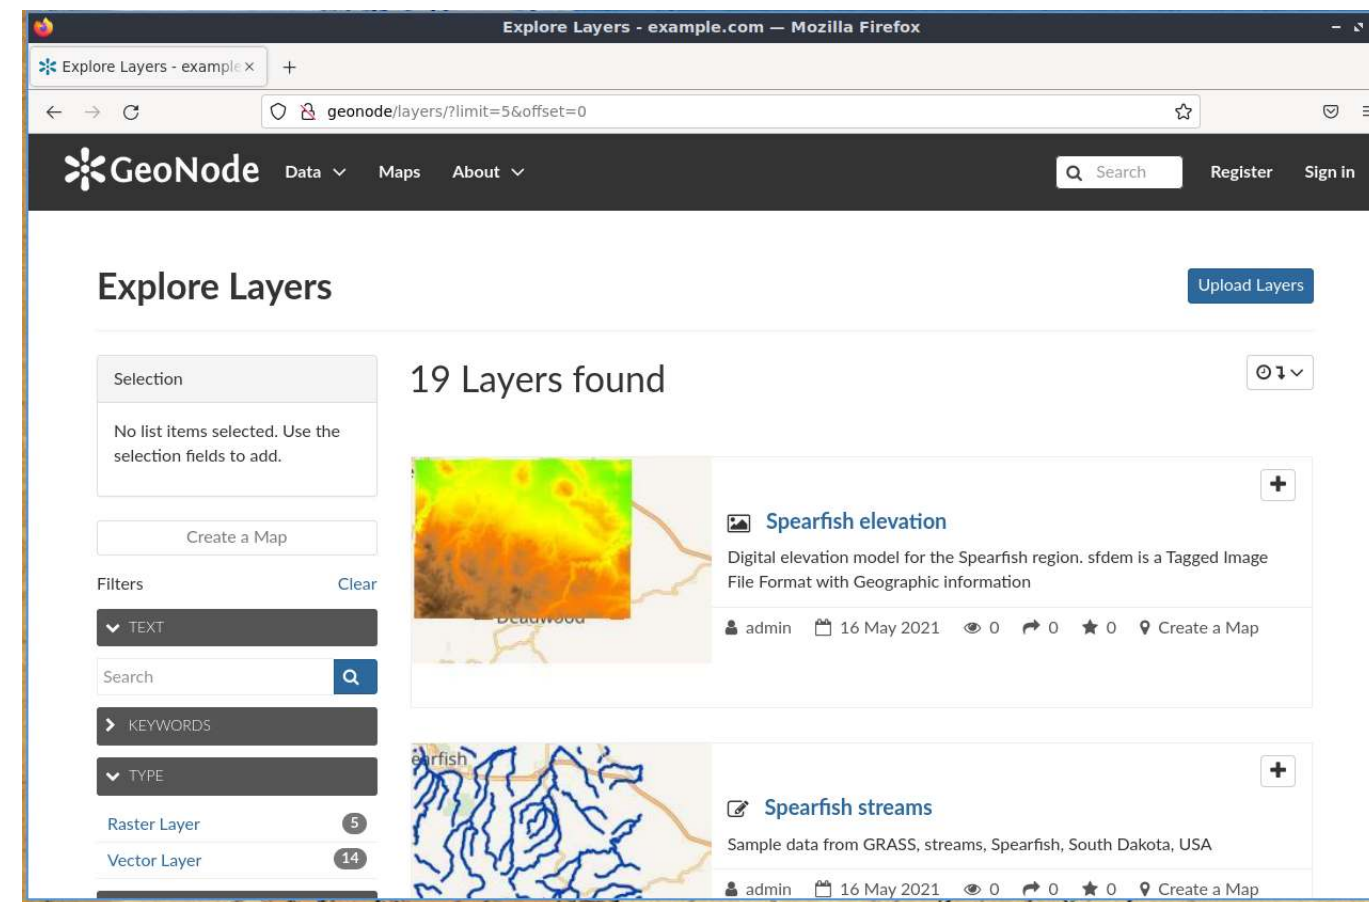 Explore Layers - example.com — Mozilla Firefox
Explore Layers - example
geonode/layers/?limit=5&offset=0
GeoNode Data Maps About Search Register Sign in
Explore Layers
Upload Layers
Selection
No list items selected. Use the
selection fields to add.
Create a Map
Filters Clear
TEXT
Search
KEYWORDS
TYPE
Raster Layer 5
Vector Layer 14
19 Layers found
Deadwood
Spearfish elevation
Digital elevation model for the Spearfish region. sfdem is a Tagged Image
File Format with Geographic information
admin 16 May 2021 0 0 0 Create a Map
earfish
Spearfish streams
Sample data from GRASS, streams, Spearfish, South Dakota, USA
admin 16 May 2021 0 0 0 Create a Map